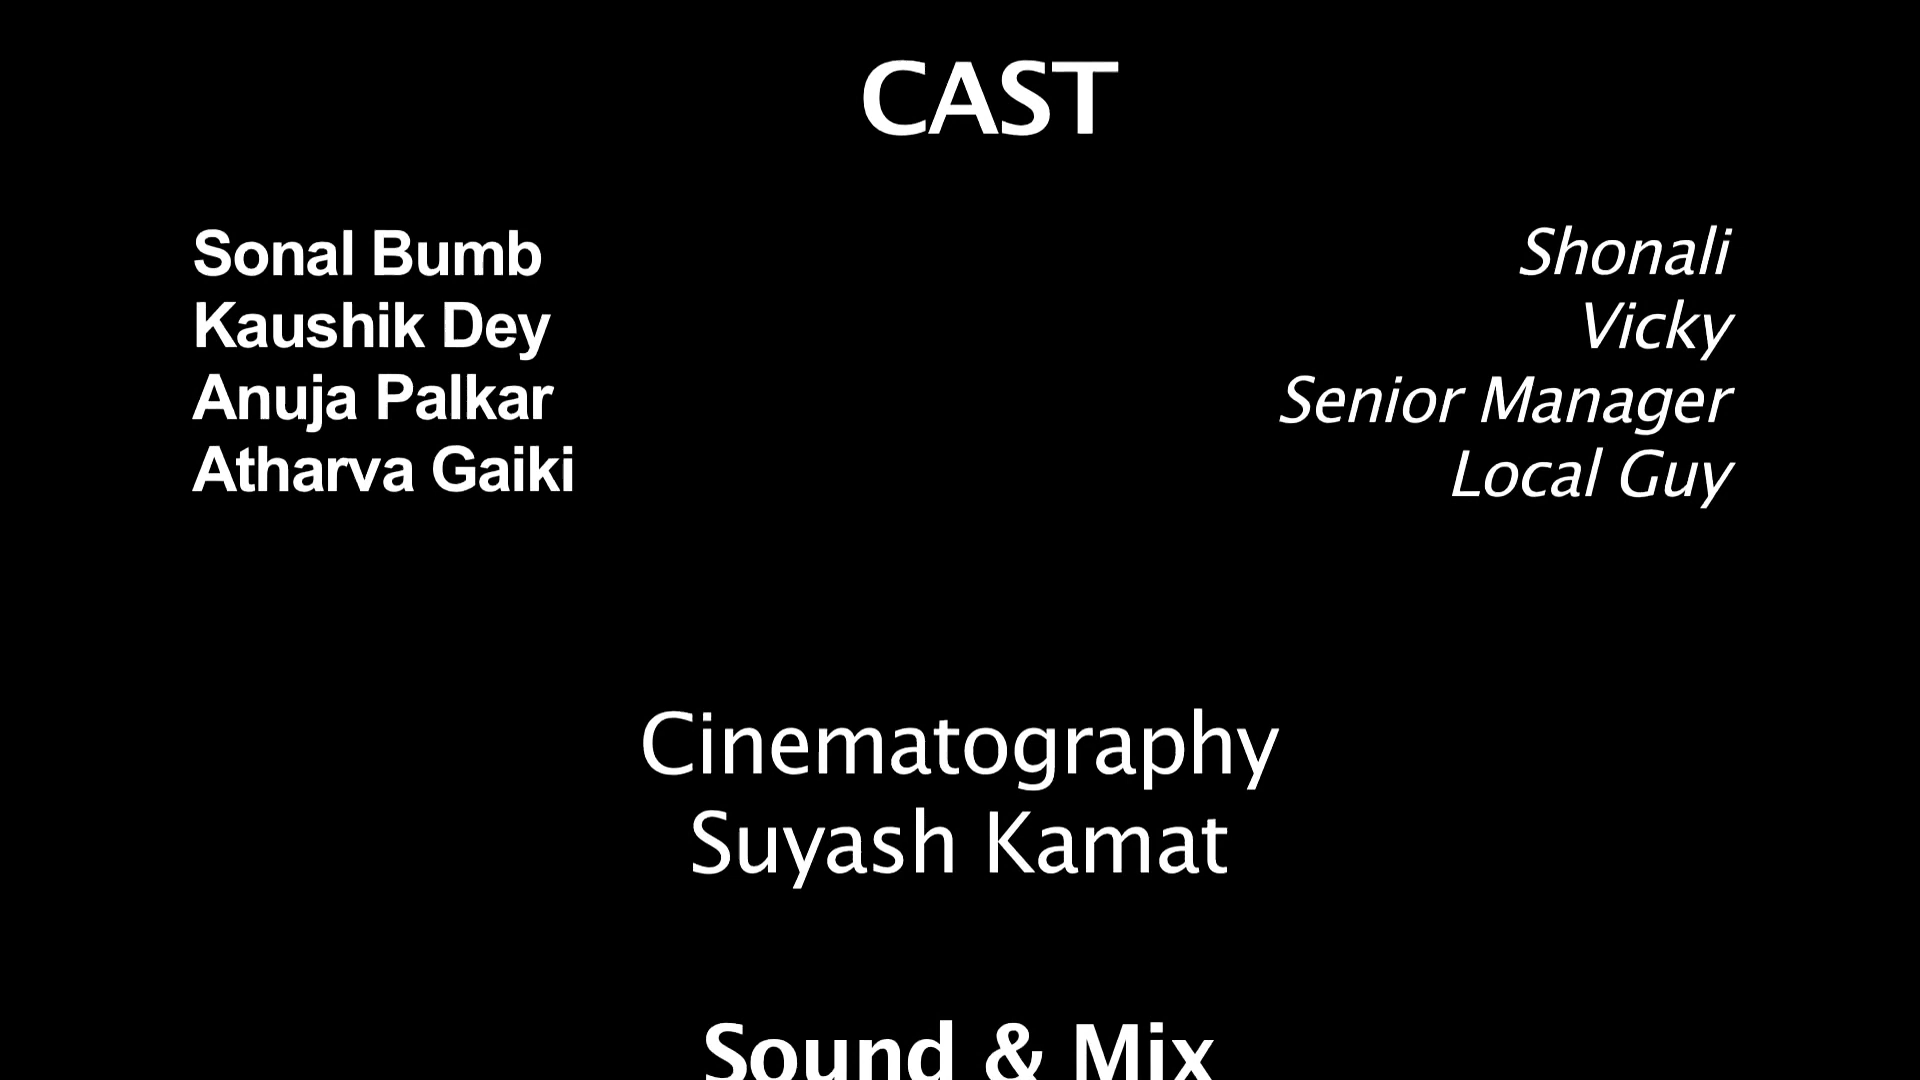 CAST
Sonal Bumb Shonali
Kaushik Dey Vicky
Anuja Palkar Senior Manager
Atharva Gaiki Local Guy
Cinematography
Suyash Kamat
Sound & Mix